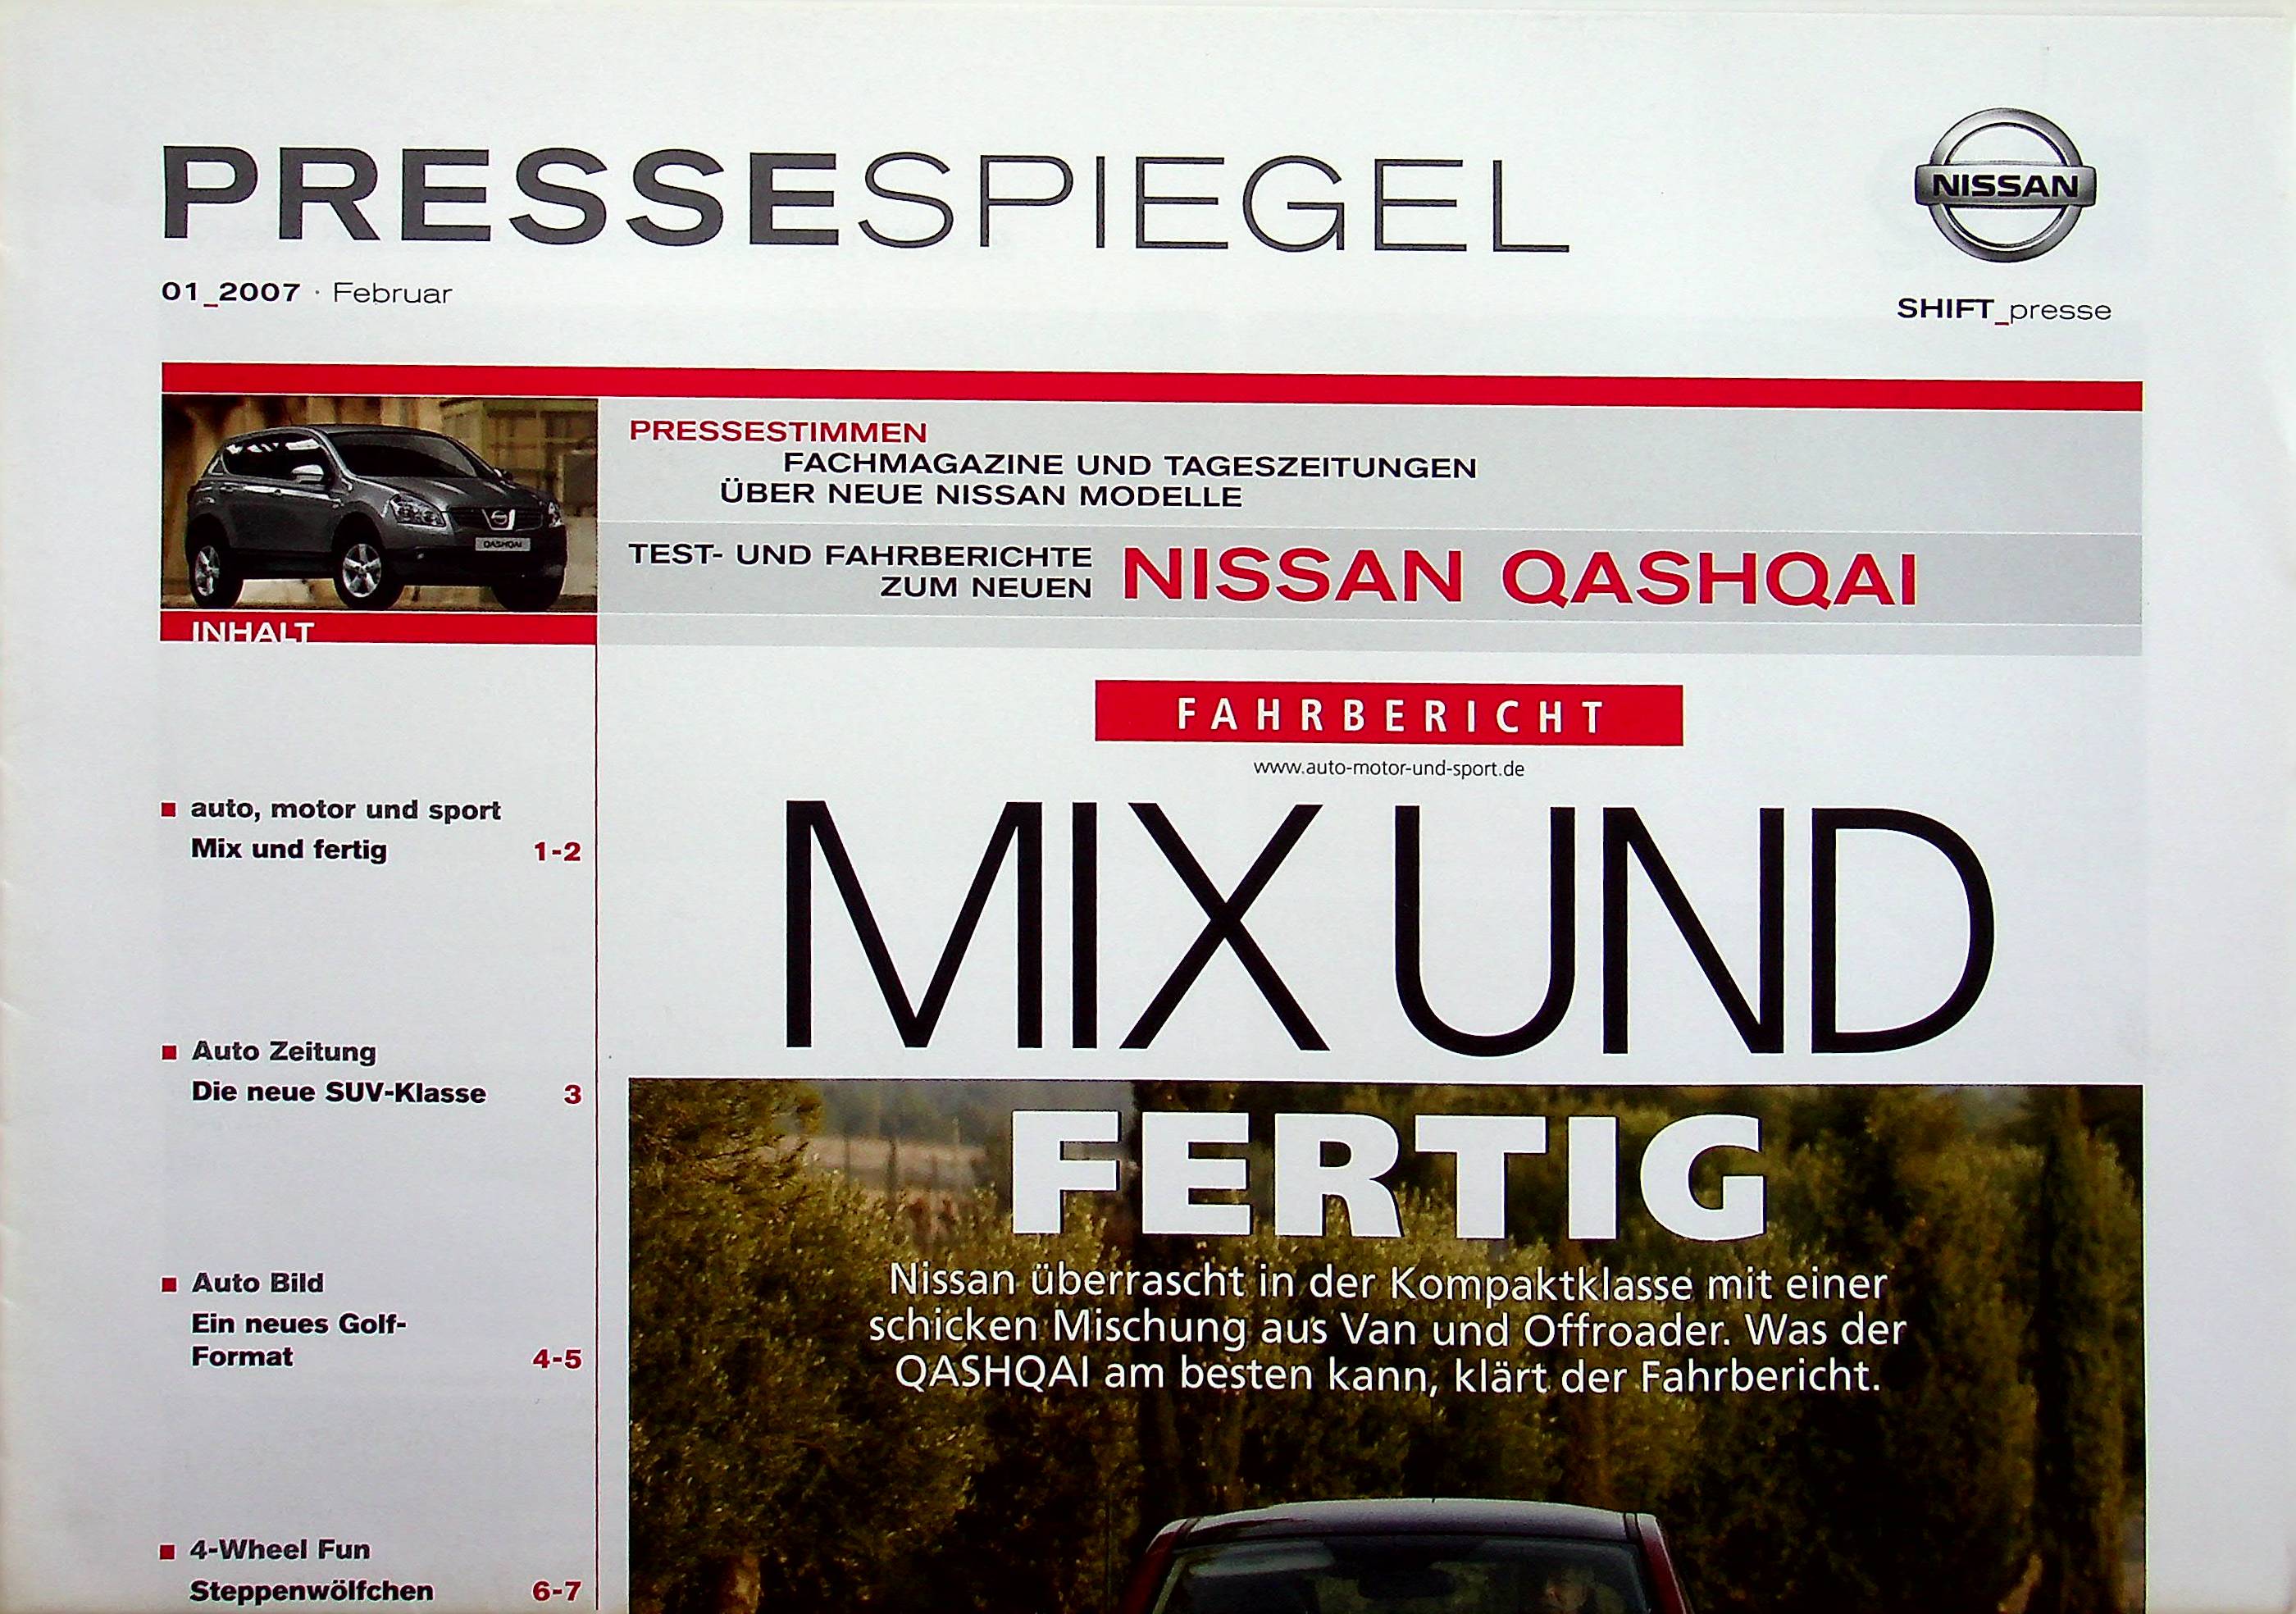 PRESSESPIEGEL
NISSAN
01_2007 · Februar
SHIFT_presse
PRESSESTIMMEN
FACHMAGAZINE UND TAGESZEITUNGEN
ÜBER NEUE NISSAN MODELLE
QASHQAI
TEST- UND FAHRBERICHTE
ZUM NEUEN
NISSAN QASHQAI
INHALT
auto, motor und sport
Mix und fertig 1-2
Auto Zeitung
Die neue SUV-Klasse 3
Auto Bild
Ein neues Golf-
Format 4-5
4-Wheel Fun
Steppenwölfchen 6-7
FAHRBERICHT
www.auto-motor-und-sport.de
MIX UND
FERTIG
Nissan überrascht in der Kompaktklasse mit einer
schicken Mischung aus Van und Offroader. Was der
QASHQAI am besten kann, klärt der Fahrbericht.